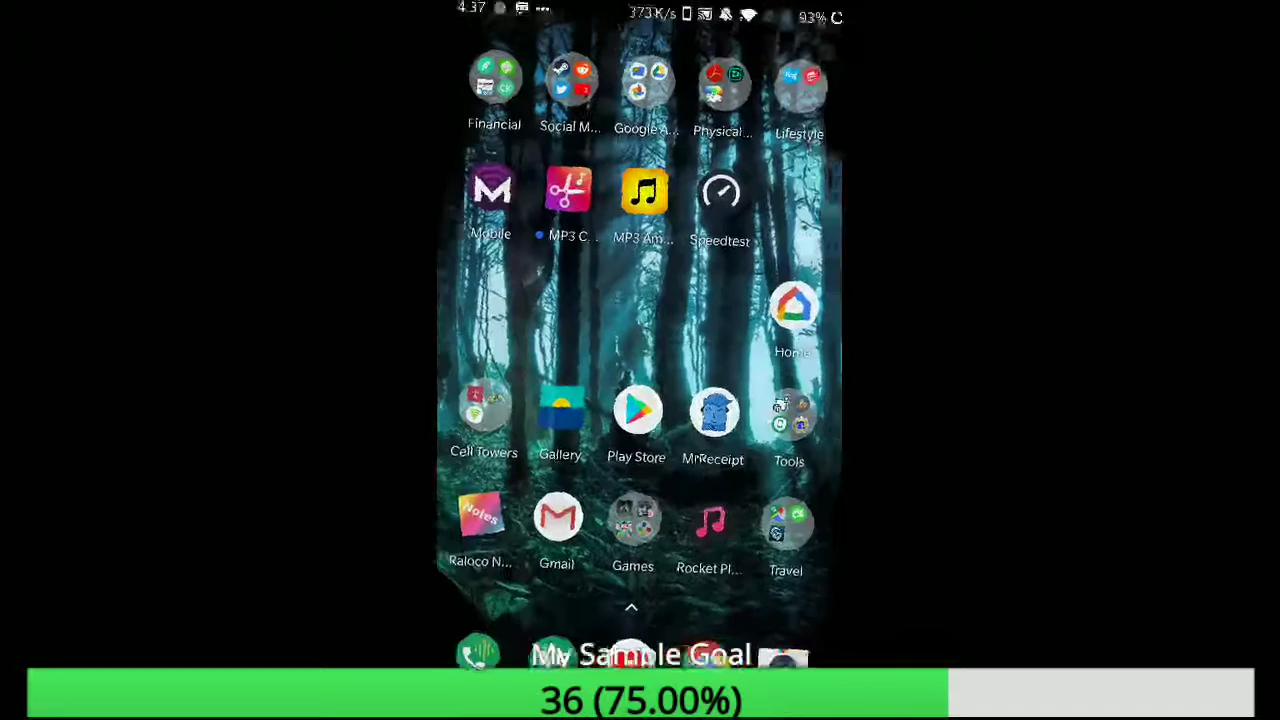 4:37 373K/s 93%
Financial Social M... Google A... Physical... Lifestyle
Mobile MP3 C... MP3 Am... Speedtest
Home
Cell Towers Gallery Play Store MrReceipt Tools
Notes
Raloco N... Gmail Games Rocket Pl... Travel
My Sample Goal
36 (75.00%)